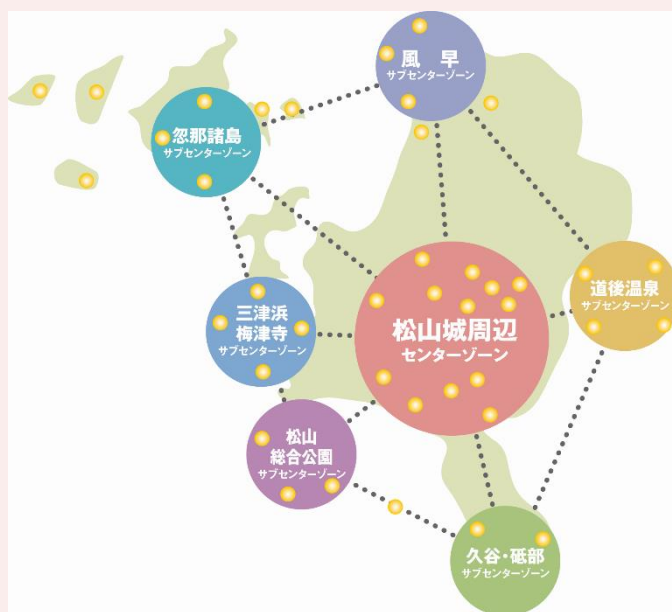 風 早
サブセンターゾーン
忽那諸島
サブセンターゾーン
三津浜
梅津寺
サブセンターゾーン
松山城周辺
センターゾーン
道後温泉
サブセンターゾーン
松山
総合公園
サブセンターゾーン
久谷・砥部
サブセンターゾーン